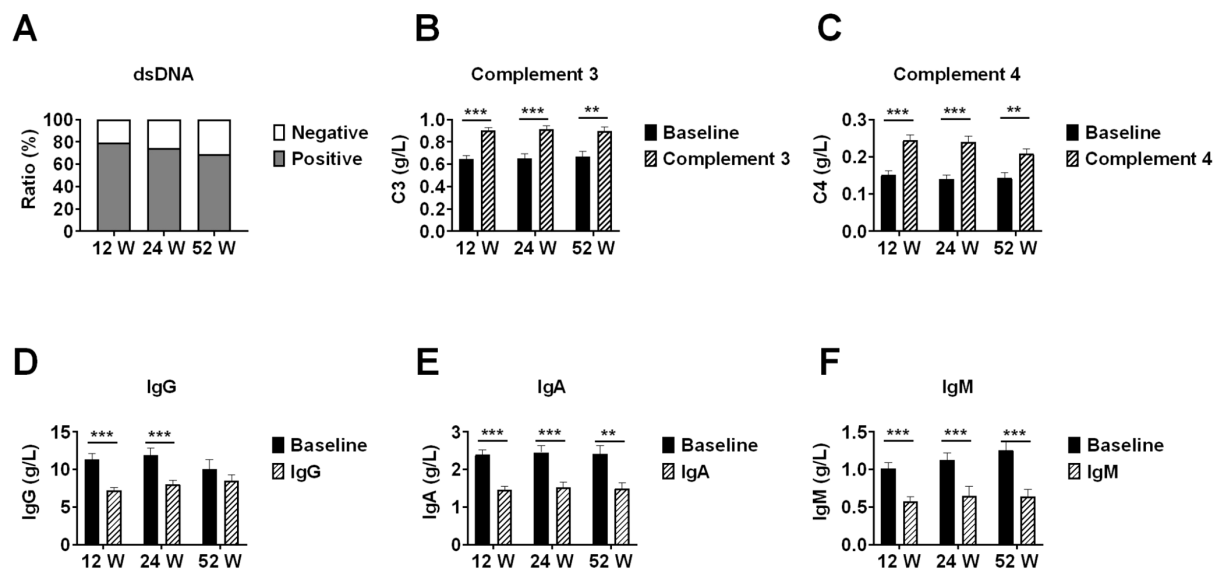 A
dsDNA
Ratio (%)
100
80
60
40
20
0
12 W 24 W 52 W
Negative
Positive
B
Complement 3
C3 (g/L)
1.0
0.8
0.6
0.4
0.2
0.0
*** *** **
12 W 24 W 52 W
Baseline
Complement 3
C
Complement 4
C4 (g/L)
0.3
0.2
0.1
0.0
*** *** **
12 W 24 W 52 W
Baseline
Complement 4
D
IgG
IgG (g/L)
15
10
5
0
*** ***
12 W 24 W 52 W
Baseline
IgG
E
IgA
IgA (g/L)
3
2
1
0
*** *** **
12 W 24 W 52 W
Baseline
IgA
F
IgM
IgM (g/L)
1.5
1.0
0.5
0.0
*** *** ***
12 W 24 W 52 W
Baseline
IgM